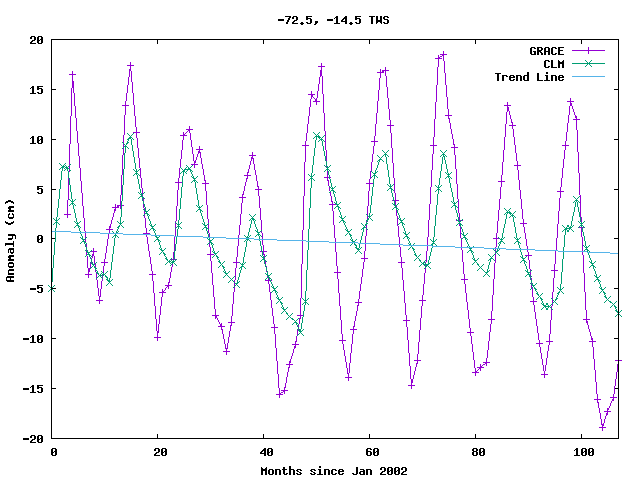 -72.5, -14.5 TWS
GRACE
CLM
Trend Line
20
15
10
5
0
-5
-10
-15
-20
Anomaly (cm)
0 20 40 60 80 100
Months since Jan 2002